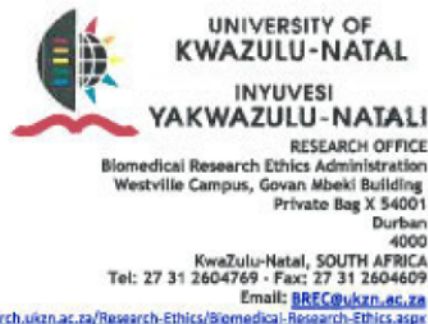 UNIVERSITY OF
KWAZULU-NATAL
INYUVESI
YAKWAZULU-NATALI
RESEARCH OFFICE
Biomedical Research Ethics Administration
Westville Campus, Govan Mbeki Building
Private Bag X 54001
Durban
4000
KwaZulu-Natal, SOUTH AFRICA
Tel: 27 31 2604769 - Fax: 27 31 2604609
Email: BREC@ukzn.ac.za
rch.ukzn.ac.za/Research-Ethics/Biomedical-Research-Ethics.aspx